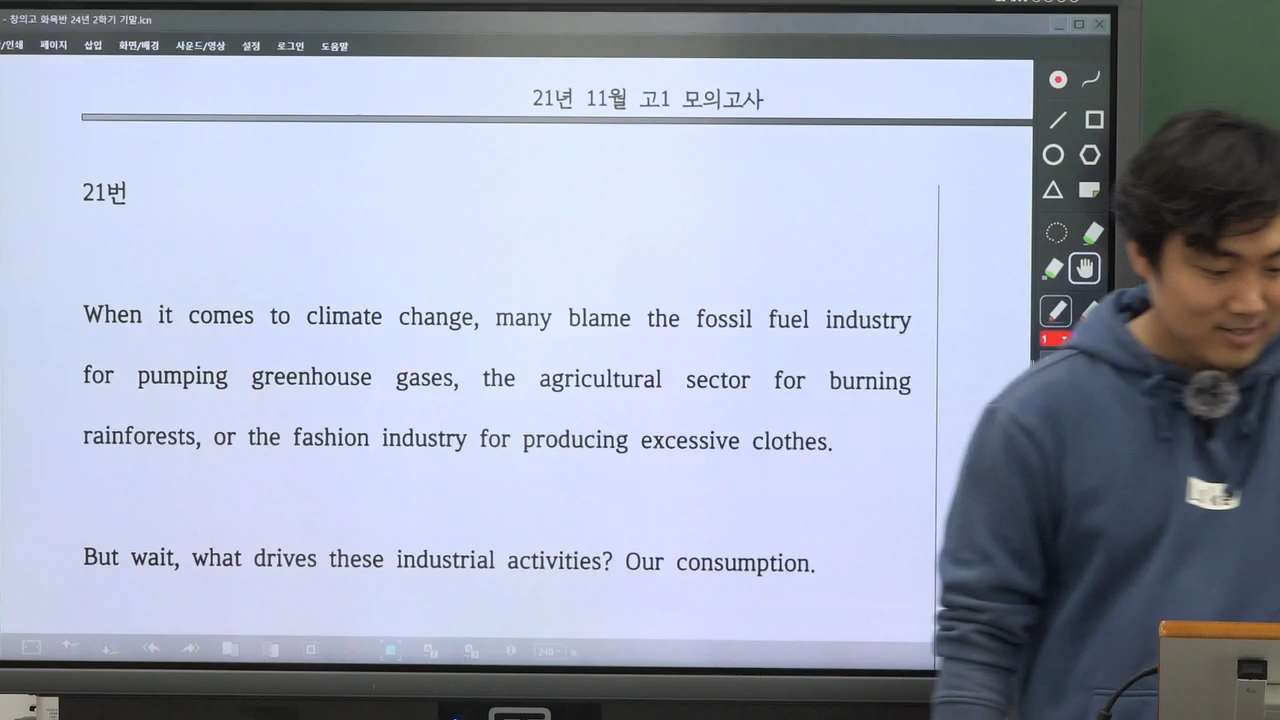 - 창의고 화목반 24년 2학기 기말.icn
/인쇄 페이지 삽입 화면/배경 사운드/영상 설정 로그인 도움말
21년 11월 고1 모의고사
21번
When it comes to climate change, many blame the fossil fuel industry
for pumping greenhouse gases, the agricultural sector for burning
rainforests, or the fashion industry for producing excessive clothes.
But wait, what drives these industrial activities? Our consumption.
1
240